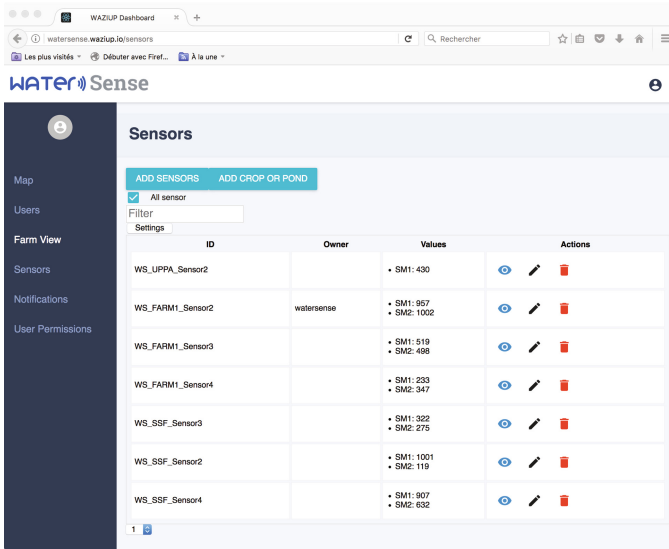 WAZIUP Dashboard
watersense.waziup.io/sensors
Rechercher
Les plus visités
Débuter avec Firef...
À la une
WATER Sense
Sensors
Map
Users
Farm View
Sensors
Notifications
User Permissions
ADD SENSORS ADD CROP OR POND
All sensor
Filter
Settings
ID Owner Values Actions
WS_UPPA_Sensor2 • SM1: 430
WS_FARM1_Sensor2 watersense • SM1: 957
• SM2: 1002
WS_FARM1_Sensor3 • SM1: 519
• SM2: 498
WS_FARM1_Sensor4 • SM1: 233
• SM2: 347
WS_SSF_Sensor3 • SM1: 322
• SM2: 275
WS_SSF_Sensor2 • SM1: 1001
• SM2: 119
WS_SSF_Sensor4 • SM1: 907
• SM2: 632
1